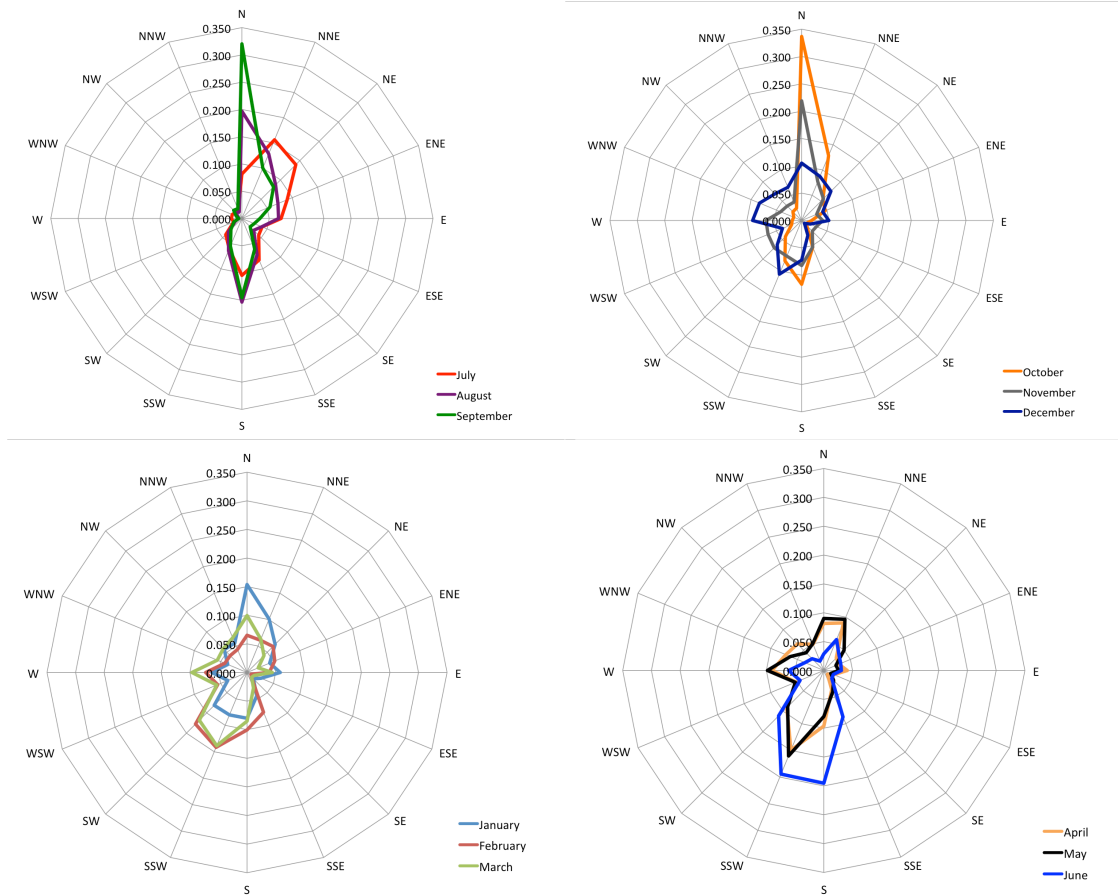 N
NNE
NE
ENE
E
ESE
SE
SSE
S
SSW
SW
WSW
W
WNW
NW
NNW
0.350
0.300
0.250
0.200
0.150
0.100
0.050
0.000
July
August
September
N
NNE
NE
ENE
E
ESE
SE
SSE
S
SSW
SW
WSW
W
WNW
NW
NNW
0.350
0.300
0.250
0.200
0.150
0.100
0.050
0.000
October
November
December
N
NNE
NE
ENE
E
ESE
SE
SSE
S
SSW
SW
WSW
W
WNW
NW
NNW
0.350
0.300
0.250
0.200
0.150
0.100
0.050
0.000
January
February
March
N
NNE
NE
ENE
E
ESE
SE
SSE
S
SSW
SW
WSW
W
WNW
NW
NNW
0.350
0.300
0.250
0.200
0.150
0.100
0.050
0.000
April
May
June